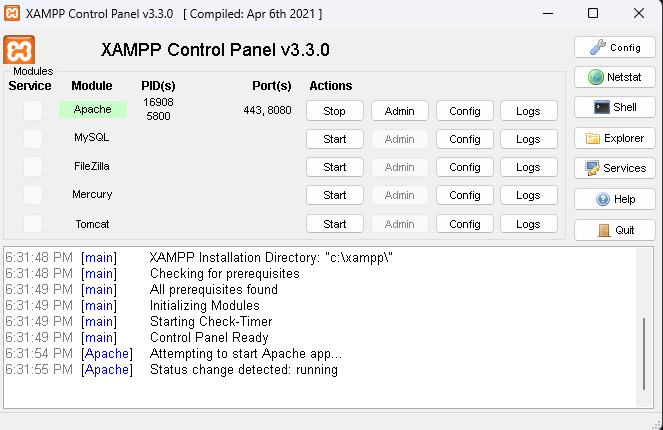 XAMPP Control Panel v3.3.0 [ Compiled: Apr 6th 2021 ]
XAMPP Control Panel v3.3.0
Config
Modules
Service Module PID(s) Port(s) Actions
Netstat
Apache 16908 5800 443, 8080 Stop Admin Config Logs
Shell
MySQL Start Admin Config Logs
Explorer
FileZilla Start Admin Config Logs
Services
Mercury Start Admin Config Logs
Help
Tomcat Start Admin Config Logs
Quit
6:31:48 PM [main] XAMPP Installation Directory: "c:\xampp\"
6:31:48 PM [main] Checking for prerequisites
6:31:49 PM [main] All prerequisites found
6:31:49 PM [main] Initializing Modules
6:31:49 PM [main] Starting Check-Timer
6:31:49 PM [main] Control Panel Ready
6:31:54 PM [Apache] Attempting to start Apache app...
6:31:55 PM [Apache] Status change detected: running